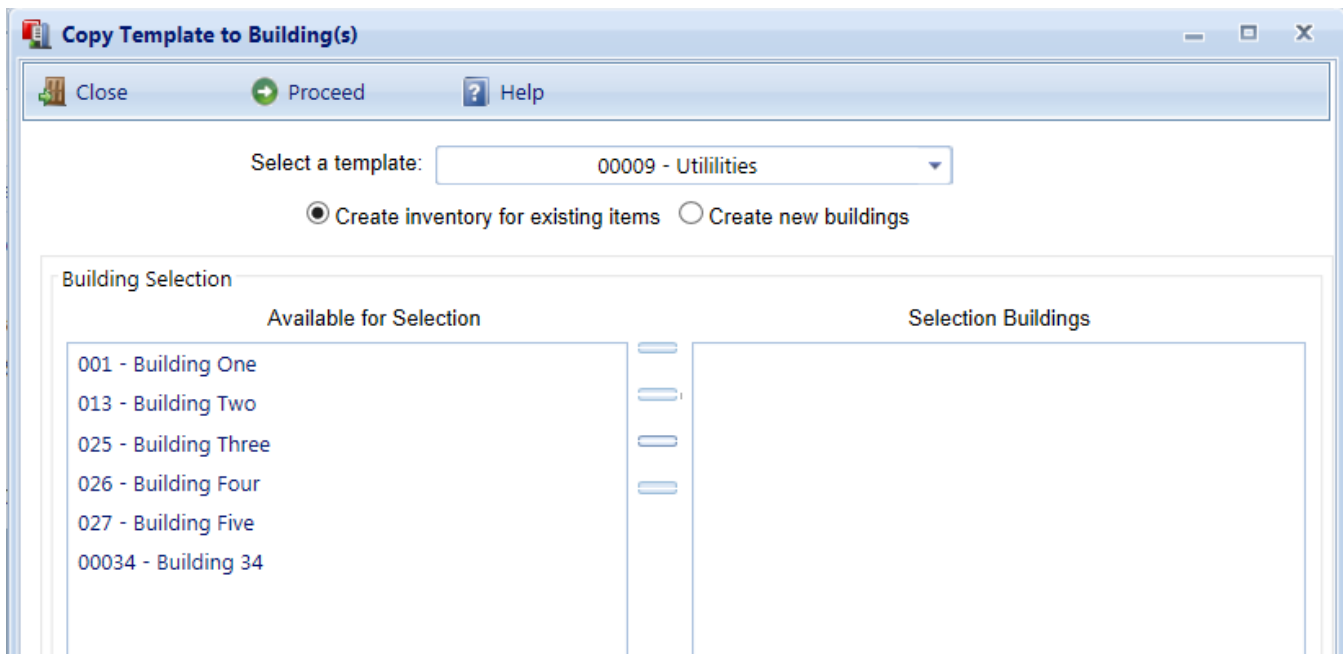 Copy Template to Building(s)
Close Proceed ? Help
Select a template: 00009 - Utililities
Create inventory for existing items Create new buildings
Building Selection
Available for Selection Selection Buildings
001 - Building One
013 - Building Two
025 - Building Three
026 - Building Four
027 - Building Five
00034 - Building 34